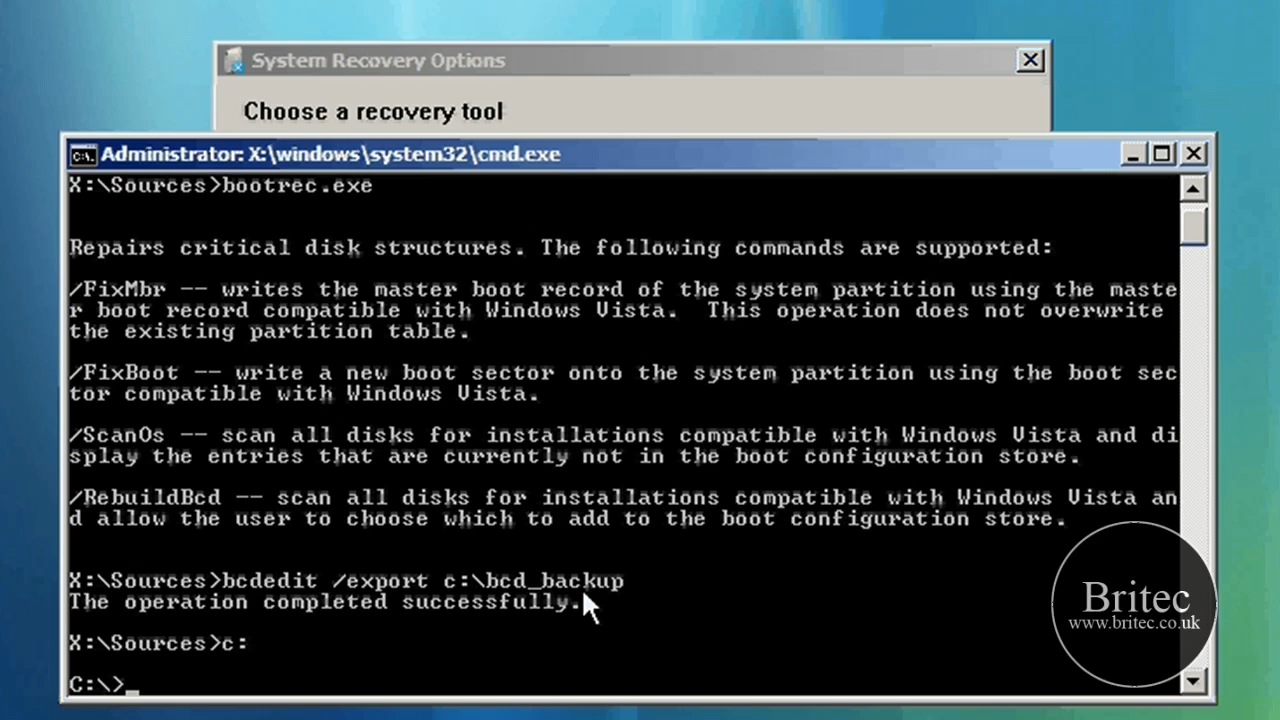 System Recovery Options
Choose a recovery tool
Administrator: X:\windows\system32\cmd.exe
X:\Sources>bootrec.exe
Repairs critical disk structures. The following commands are supported:
/FixMbr -- writes the master boot record of the system partition using the maste
r boot record compatible with Windows Vista.  This operation does not overwrite
the existing partition table.
/FixBoot -- write a new boot sector onto the system partition using the boot sec
tor compatible with Windows Vista.
/ScanOs -- scan all disks for installations compatible with Windows Vista and di
splay the entries that are currently not in the boot configuration store.
/RebuildBcd -- scan all disks for installations compatible with Windows Vista an
d allow the user to choose which to add to the boot configuration store.
X:\Sources>bcdedit /export c:\bcd_backup
The operation completed successfully.
X:\Sources>c:
C:\>_
Britec
www.britec.co.uk